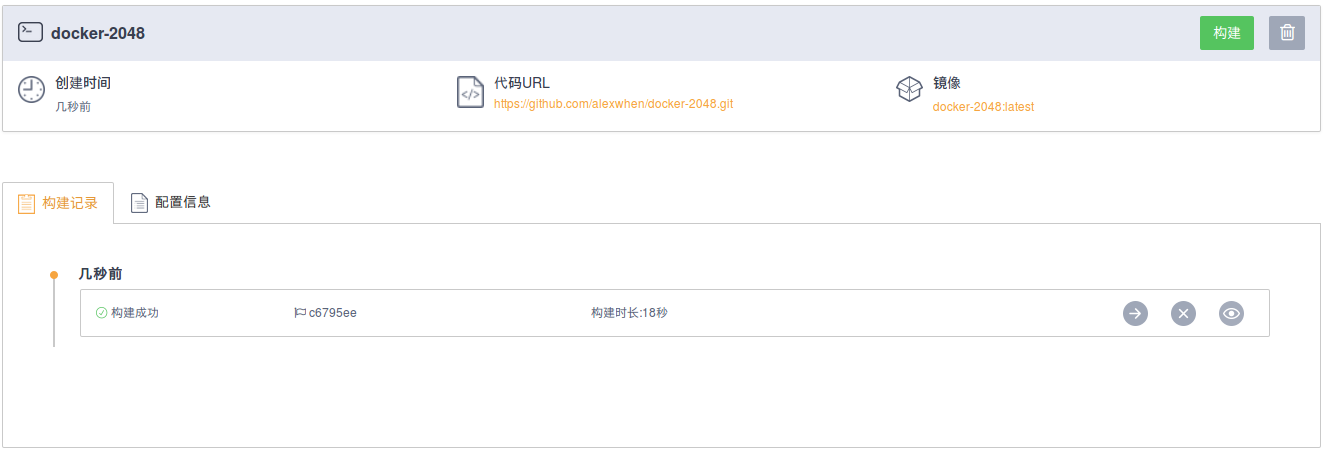 docker-2048
构建
创建时间
几秒前
代码URL
https://github.com/alexwhen/docker-2048.git
镜像
docker-2048:latest
构建记录
配置信息
几秒前
构建成功 c6795ee 构建时长:18秒